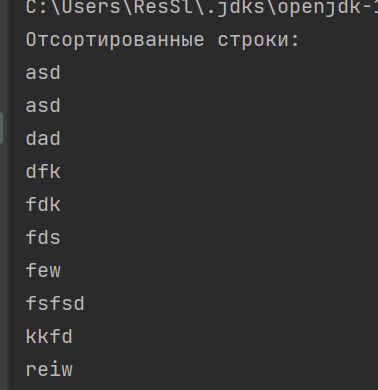 C:\Users\ResSl\.jdks\openjdk-1
Отсортированные строки:
asd
asd
dad
dfk
fdk
fds
few
fsfsd
kkfd
reiw